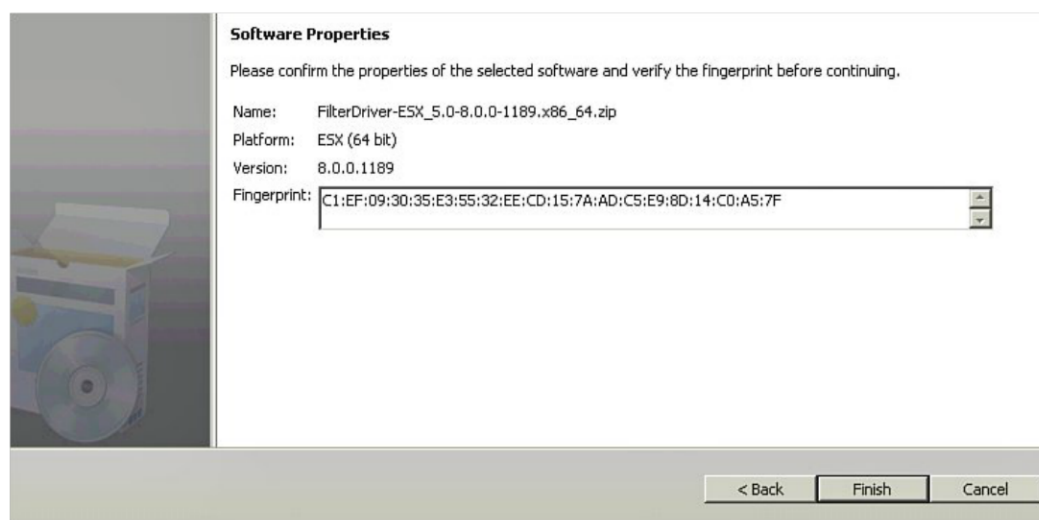 Software Properties
Please confirm the properties of the selected software and verify the fingerprint before continuing.
Name: FilterDriver-ESX_5.0-8.0.0-1189.x86_64.zip
Platform: ESX (64 bit)
Version: 8.0.0.1189
Fingerprint: C1:EF:09:30:35:E3:55:32:EE:CD:15:7A:AD:C5:E9:8D:14:C0:A5:7F
< Back Finish Cancel